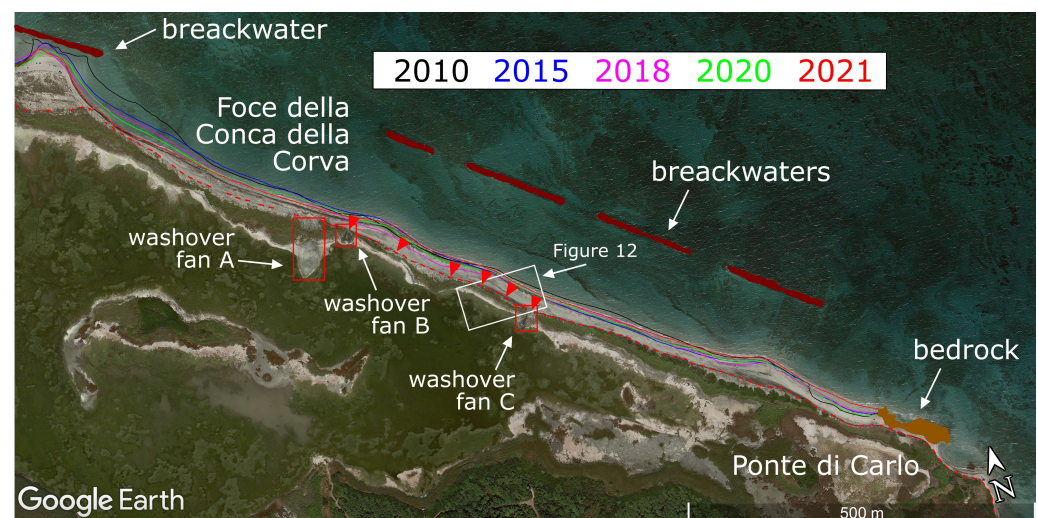 breackwater
2010 2015 2018 2020 2021
Foce della
Conca della
Corva
breackwaters
washover
fan A
Figure 12
washover
fan B
bedrock
washover
fan C
Ponte di Carlo
N
Google Earth
500 m